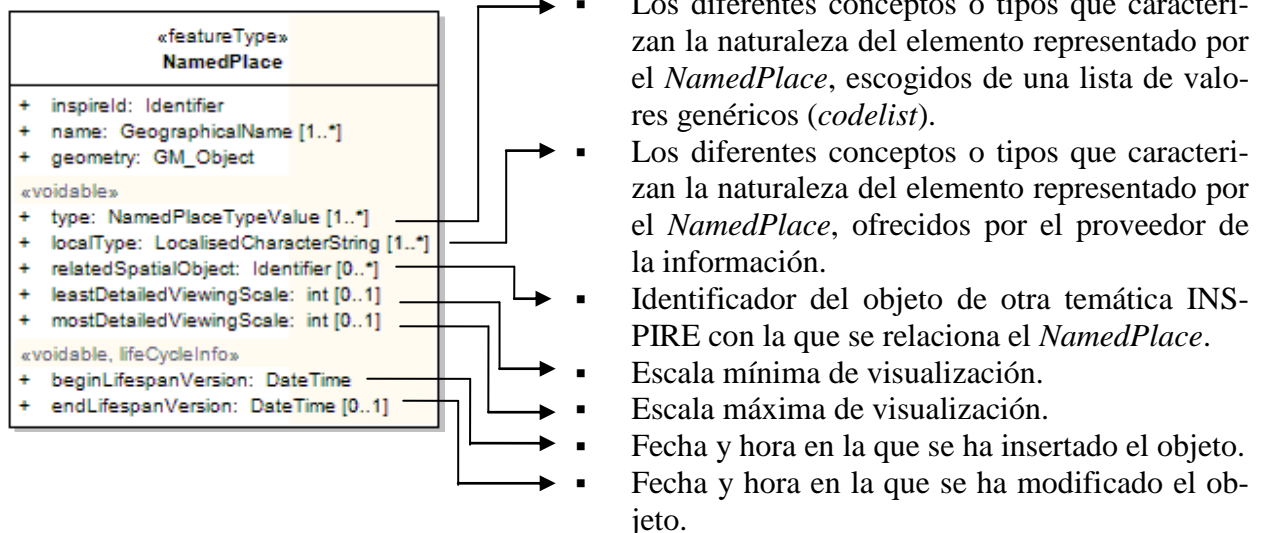 «featureType»
NamedPlace
+ inspireId: Identifier
+ name: GeographicalName [1..*]
+ geometry: GM_Object
«voidable»
+ type: NamedPlaceTypeValue [1..*]
+ localType: LocalisedCharacterString [1..*]
+ relatedSpatialObject: Identifier [0..*]
+ leastDetailedViewingScale: int [0..1]
+ mostDetailedViewingScale: int [0..1]
«voidable, lifeCycleInfo»
+ beginLifespanVersion: DateTime
+ endLifespanVersion: DateTime [0..1]
▪ Los diferentes conceptos o tipos que caracteri-
zan la naturaleza del elemento representado por
el NamedPlace, escogidos de una lista de valo-
res genéricos (codelist).
▪ Los diferentes conceptos o tipos que caracteri-
zan la naturaleza del elemento representado por
el NamedPlace, ofrecidos por el proveedor de
la información.
▪ Identificador del objeto de otra temática INS-
PIRE con la que se relaciona el NamedPlace.
▪ Escala mínima de visualización.
▪ Escala máxima de visualización.
▪ Fecha y hora en la que se ha insertado el objeto.
▪ Fecha y hora en la que se ha modificado el ob-
jeto.